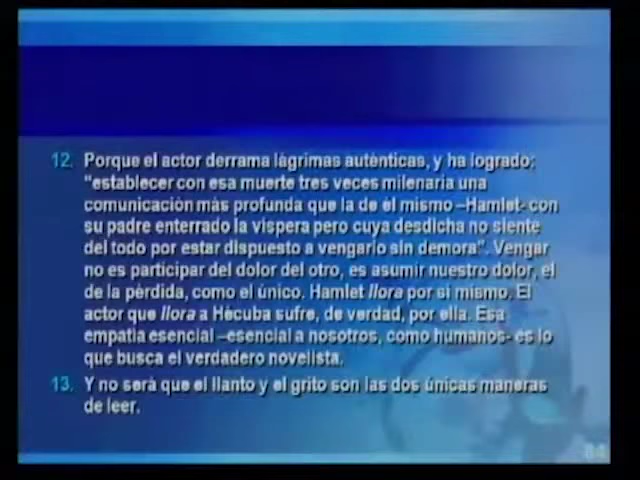 12. Porque el actor derrama lágrimas auténticas, y ha logrado:
"establecer con esa muerte tres veces milenaria una
comunicación más profunda que la de él mismo –Hamlet- con
su padre enterrado la víspera pero cuya desdicha no siente
del todo por estar dispuesto a vengarlo sin demora". Vengar
no es participar del dolor del otro, es asumir nuestro dolor, el
de la pérdida, como el único. Hamlet llora por si mismo. El
actor que llora a Hécuba sufre, de verdad, por ella. Esa
empatía esencial –esencial a nosotros, como humanos- es lo
que busca el verdadero novelista.
13. Y no será que el llanto y el grito son las dos únicas maneras
de leer.
84